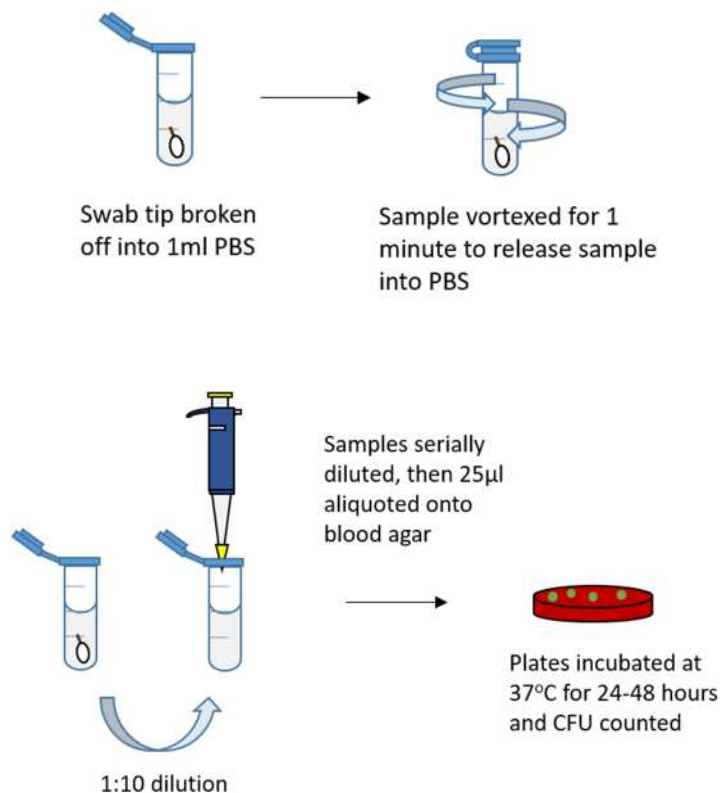 Swab tip broken
off into 1ml PBS
Sample vortexed for 1
minute to release sample
into PBS
Samples serially
diluted, then 25µl
aliquoted onto
blood agar
Plates incubated at
37°C for 24-48 hours
and CFU counted
1:10 dilution